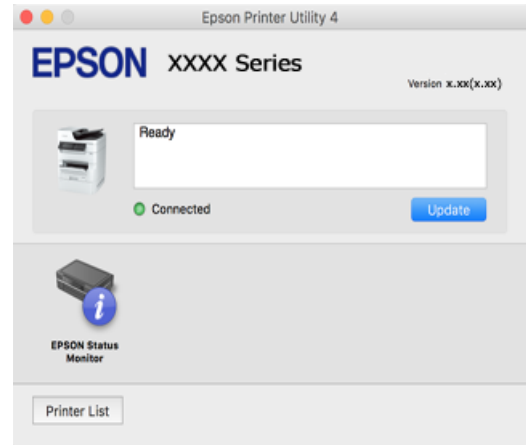 Epson Printer Utility 4
EPSON XXXX Series
Version x.xx(x.xx)
Ready
Connected
Update
EPSON Status
Monitor
Printer List